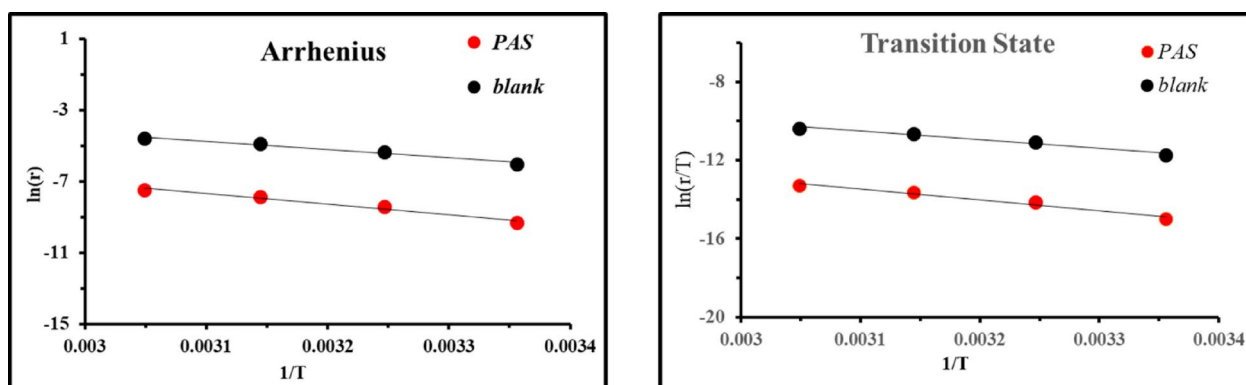 Arrhenius
PAS
blank
1
-3
-7
-11
-15
ln(r)
0.003
0.0031
0.0032
0.0033
0.0034
1/T
Transition State
PAS
blank
-8
-12
-16
-20
ln(r/T)
0.003
0.0031
0.0032
0.0033
0.0034
1/T